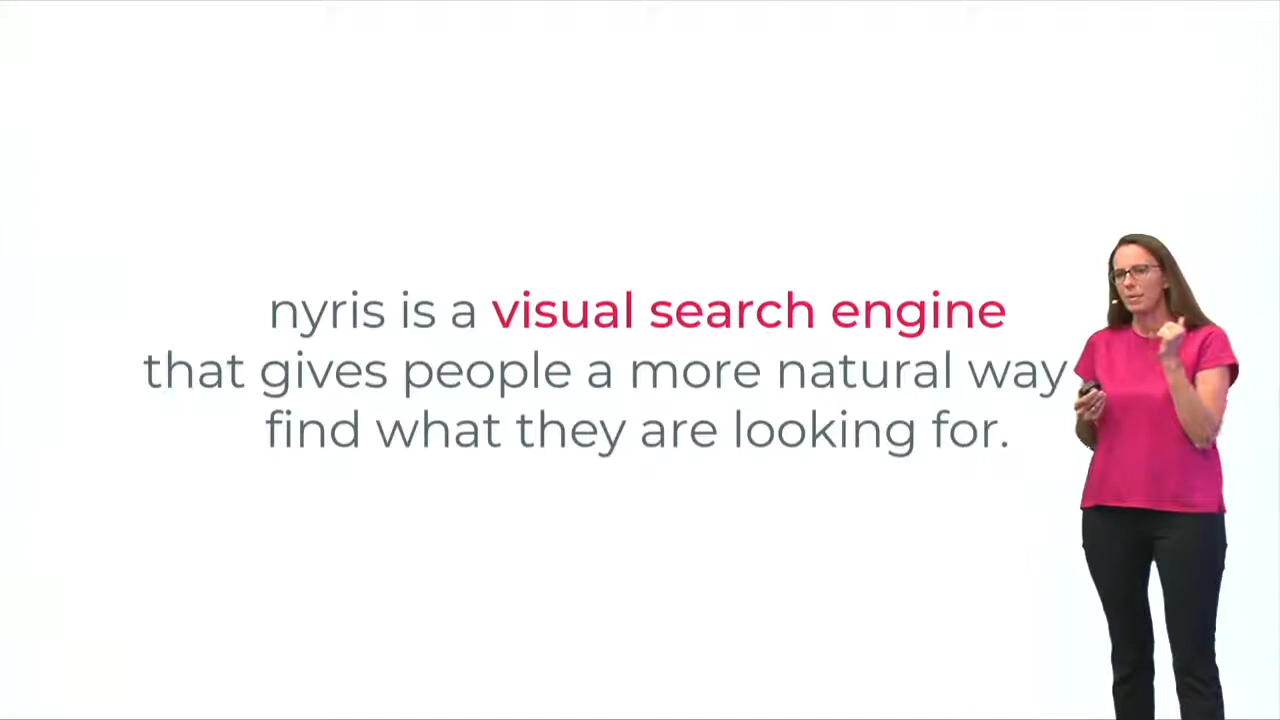 nyris is a visual search engine
that gives people a more natural way
find what they are looking for.